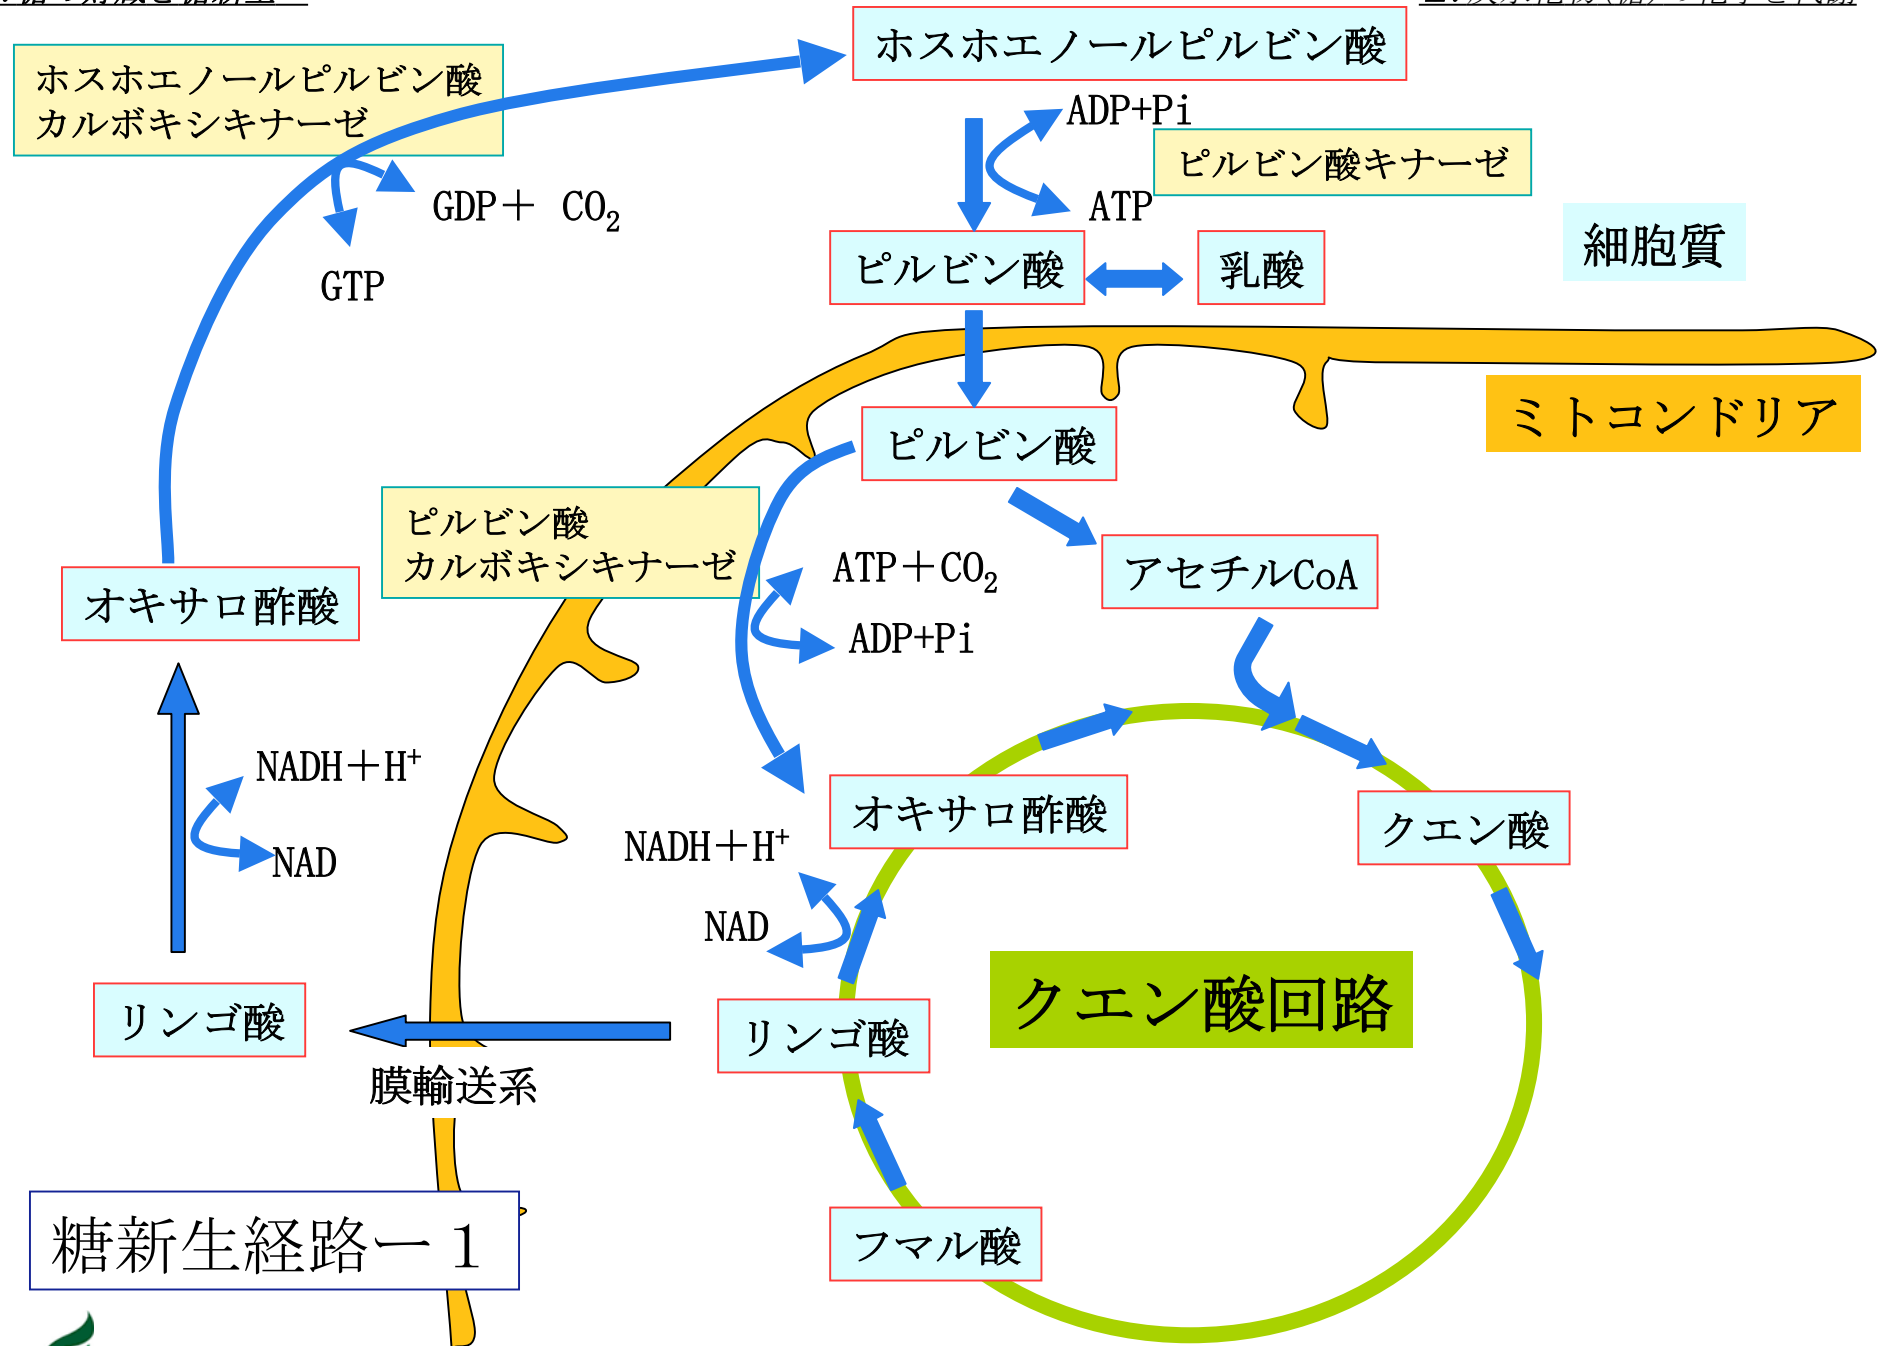 ホスホエノールピルビン酸
ホスホエノールピルビン酸
カルボキシキナーゼ
ADP+Pi
ピルビン酸キナーゼ
GDP＋ CO2
ATP
細胞質
GTP
ピルビン酸
乳酸
ミトコンドリア
ピルビン酸
ピルビン酸
カルボキシキナーゼ
ATP＋CO2
アセチルCoA
オキサロ酢酸
ADP+Pi
NADH＋H+
オキサロ酢酸
クエン酸
NADH＋H+
NAD
NAD
クエン酸回路
リンゴ酸
リンゴ酸
膜輸送系
糖新生経路ー１
フマル酸